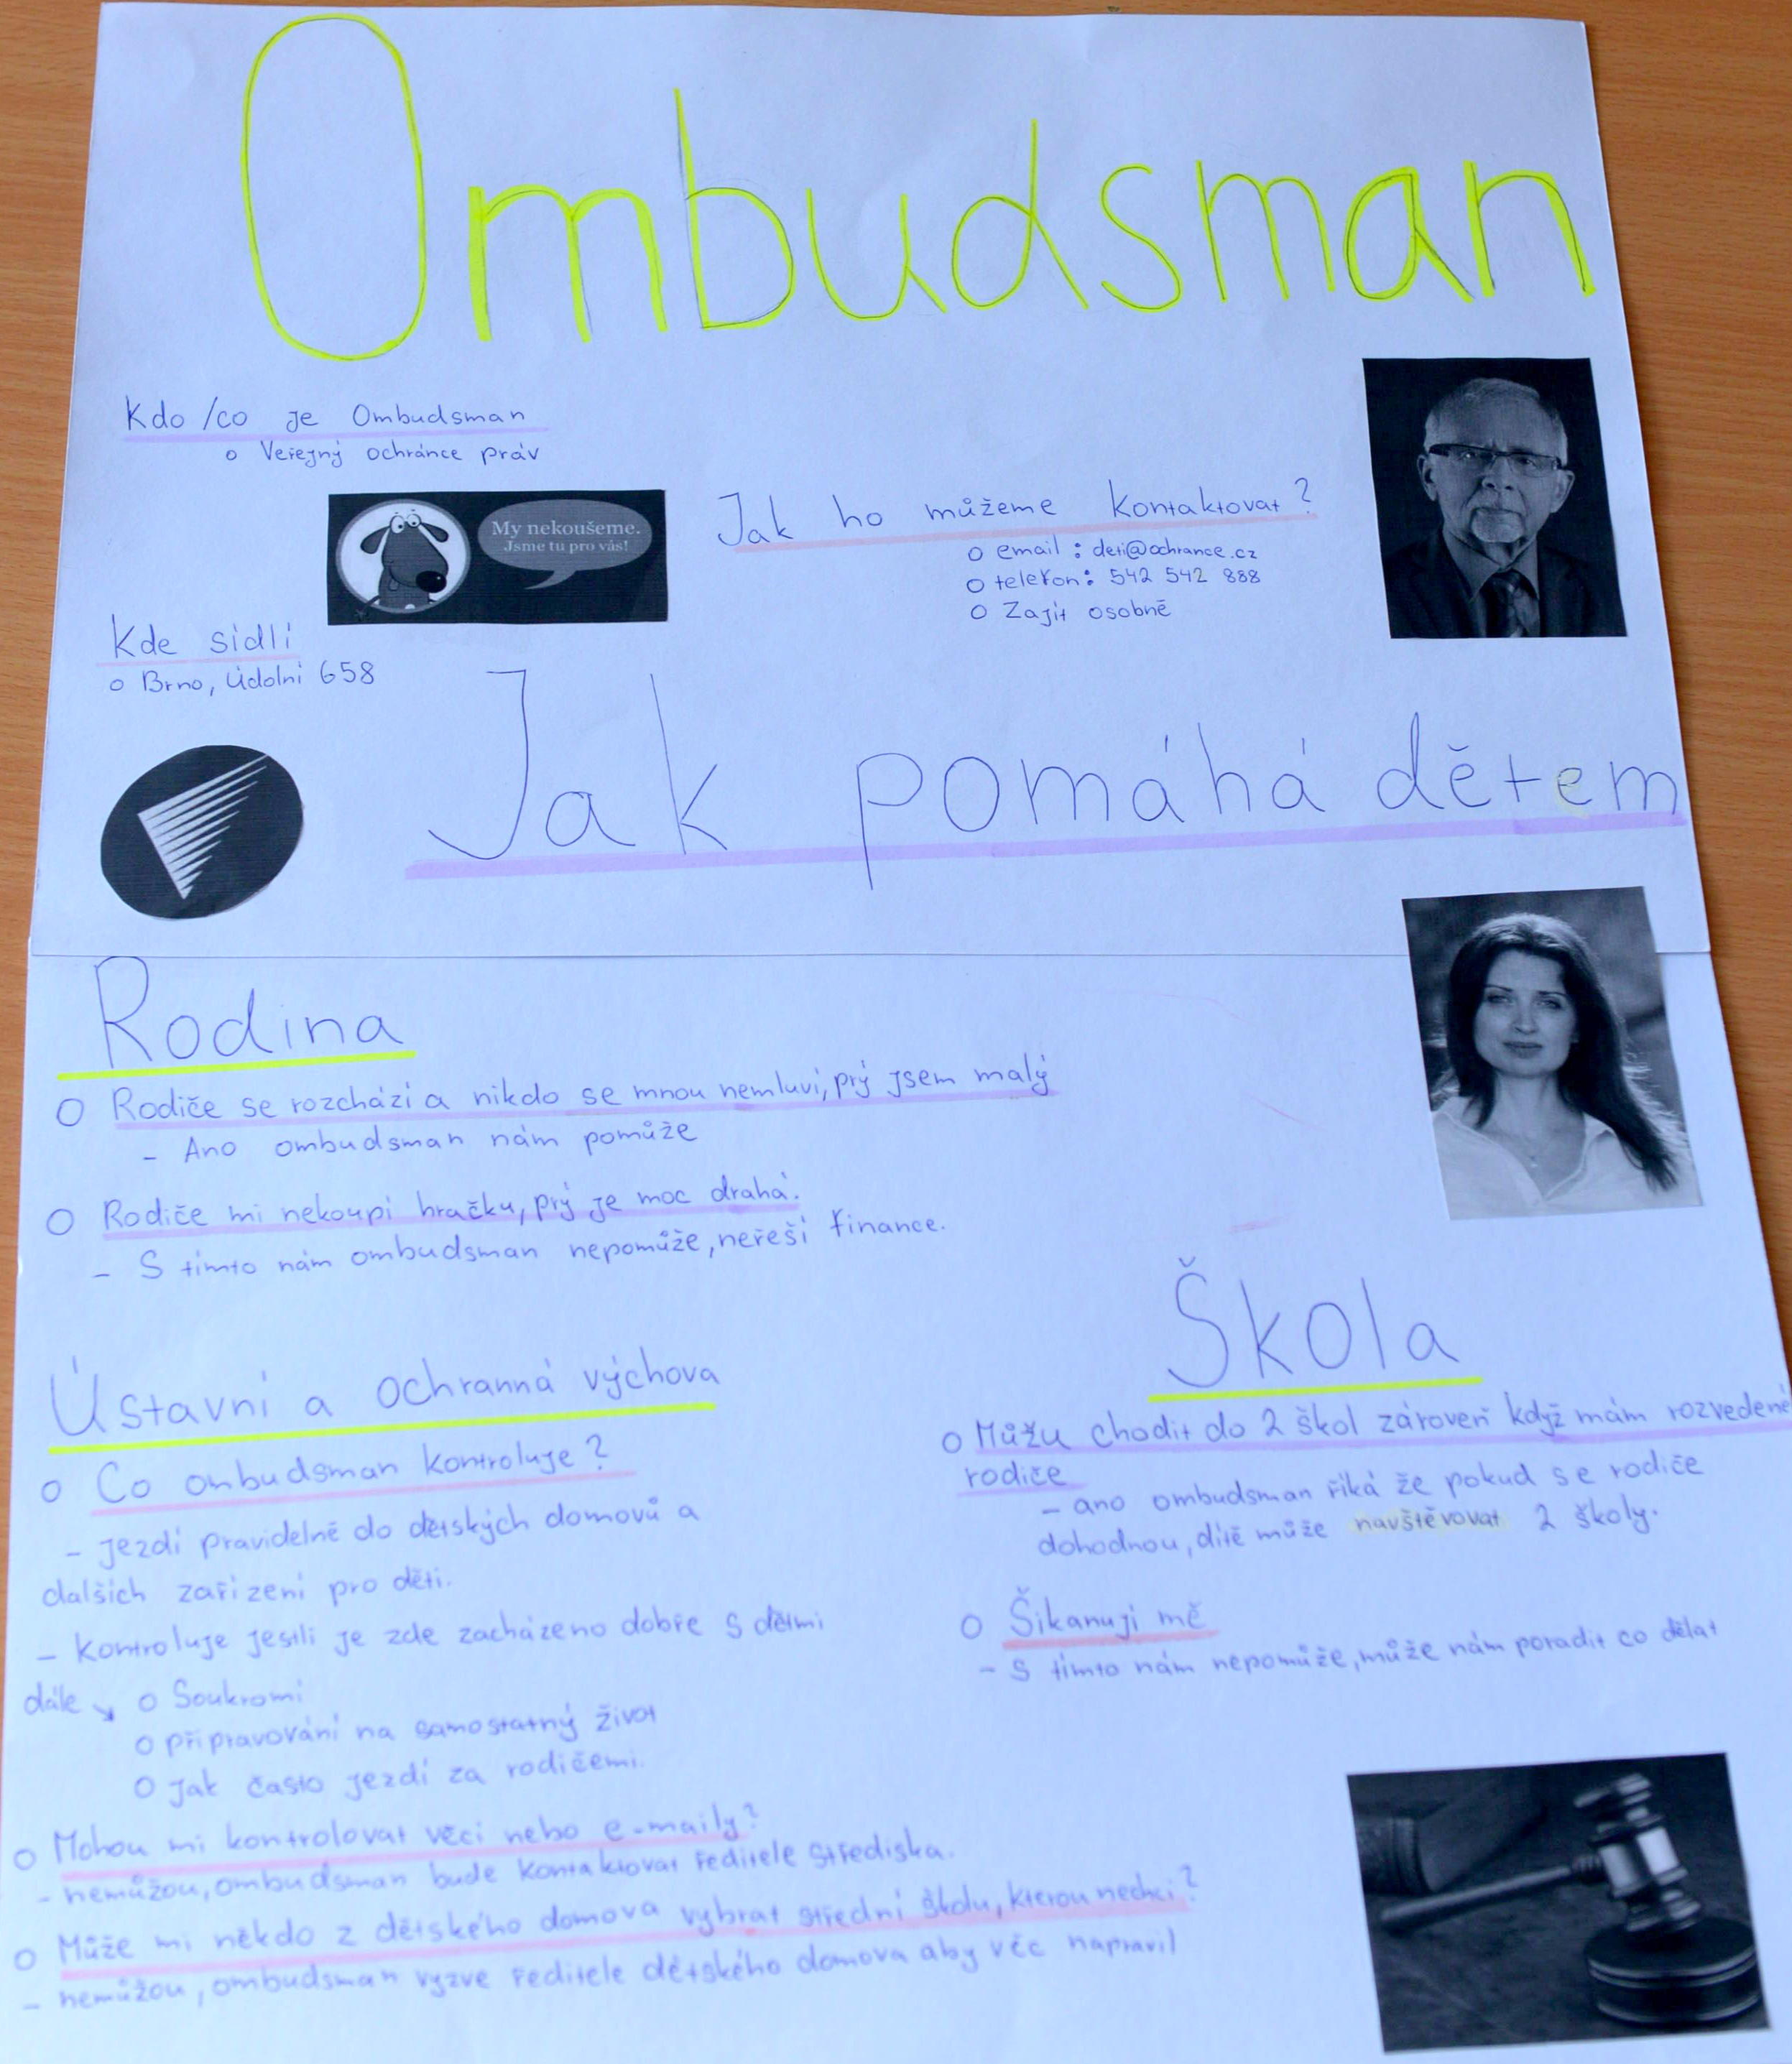 Ombudsman
Kdo/co je Ombudsman
o Veřejný ochránce práv
My nekoušeme.
Jsme tu pro vás!
Jak ho můžeme kontaktovat?
o email: deti@ochrance.cz
o telefon: 542 542 888
o Zajít osobně
Kde sídlí
o Brno, Údolní 658
Jak pomáhá dětem
Rodina
o Rodiče se rozchází a nikdo se mnou nemluví, prý jsem malý
- Ano ombudsman nám pomůže
o Rodiče mi nekoupí hračku, prý je moc drahá.
- S tímto nám ombudsman nepomůže, neřeší finance.
Ústavní a ochranná výchova
o Co ombudsman kontroluje?
- jezdí pravidelně do dětských domovů a
dalších zařízení pro děti.
- kontroluje jestli je zde zacházeno dobře s dětmi
dále ↘ o Soukromí
o připravování na samostatný život
o jak často jezdí za rodičemi.
o Mohou mi kontrolovat věci nebo e-maily?
- nemůžou, ombudsman bude kontaktovat ředitele střediska.
o Může mi někdo z dětského domova vybrat střední školu, kterou nechci?
- nemůžou, ombudsman vyzve ředitele dětského domova aby věc napravil
Škola
o Můžu chodit do 2 škol zároveň když mám rozvedené
rodiče
- ano ombudsman říká že pokud se rodiče
dohodnou, dítě může navštěvovat 2 školy.
o Šikanují mě
- s tímto nám nepomůže, může nám poradit co dělat